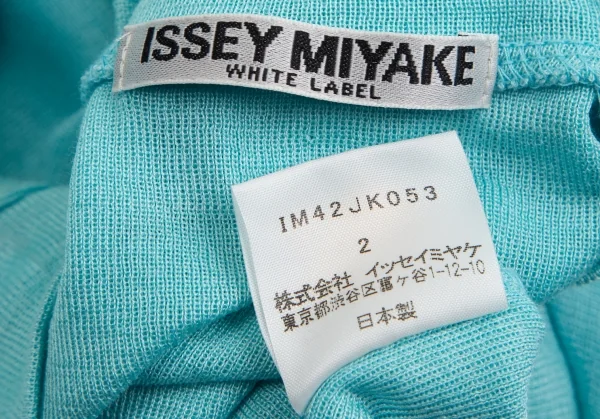 ISSEY MIYAKE
WHITE LABEL
IM42JK053
2
株式会社 イッセイミヤケ
東京都渋谷区富ヶ谷1-12-10
日本製